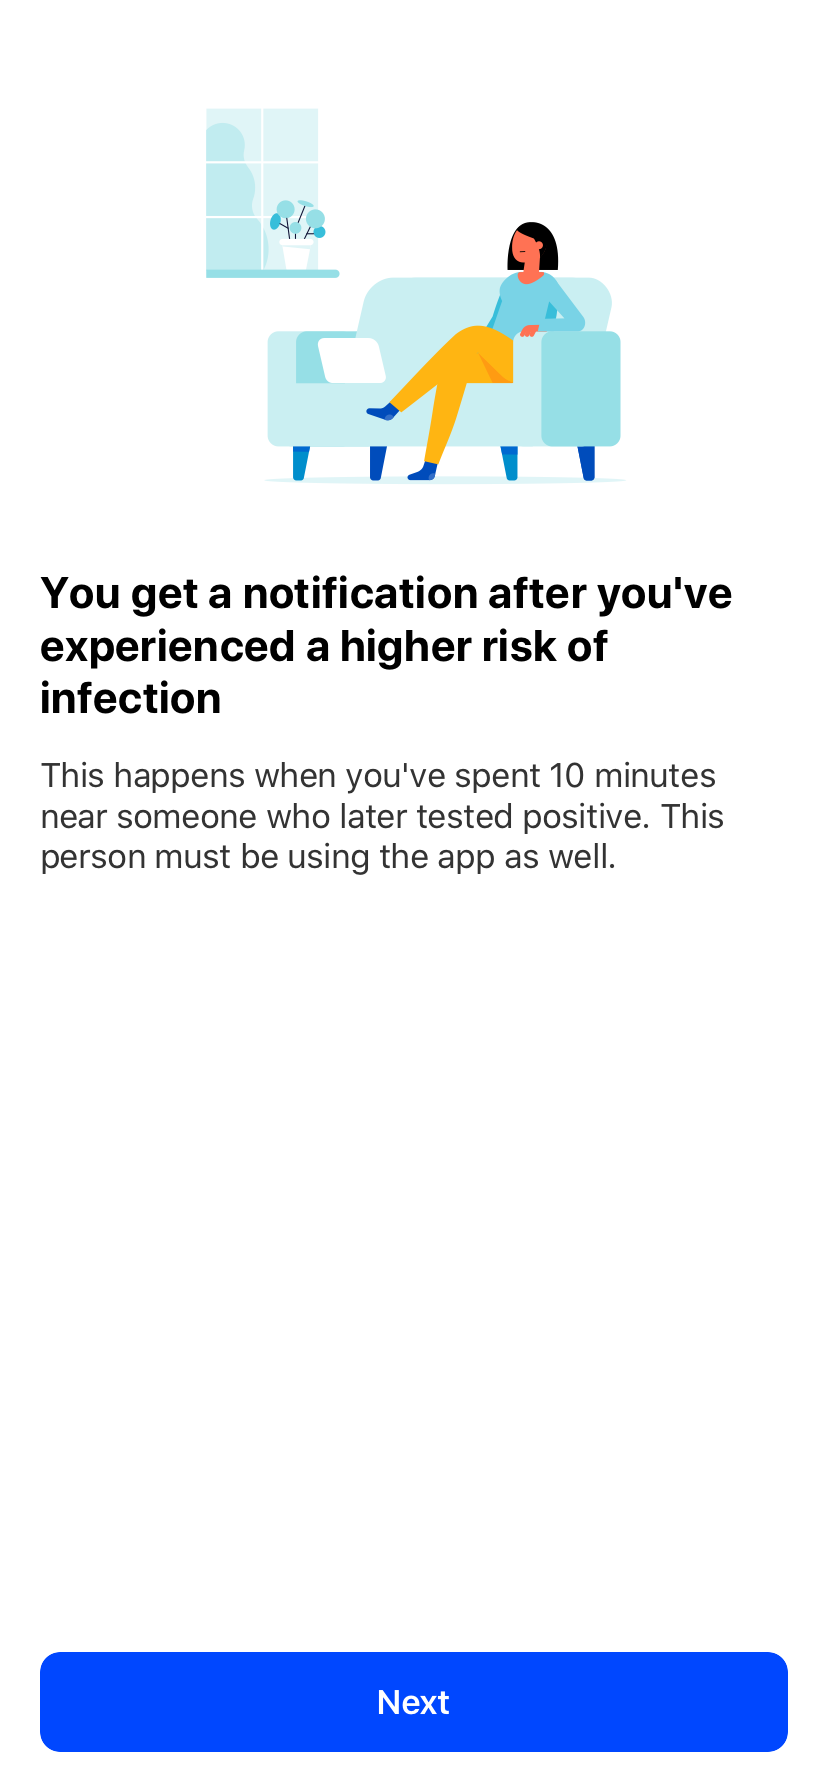 You get a notification after you've
experienced a higher risk of
infection
This happens when you've spent 10 minutes
near someone who later tested positive. This
person must be using the app as well.
Next